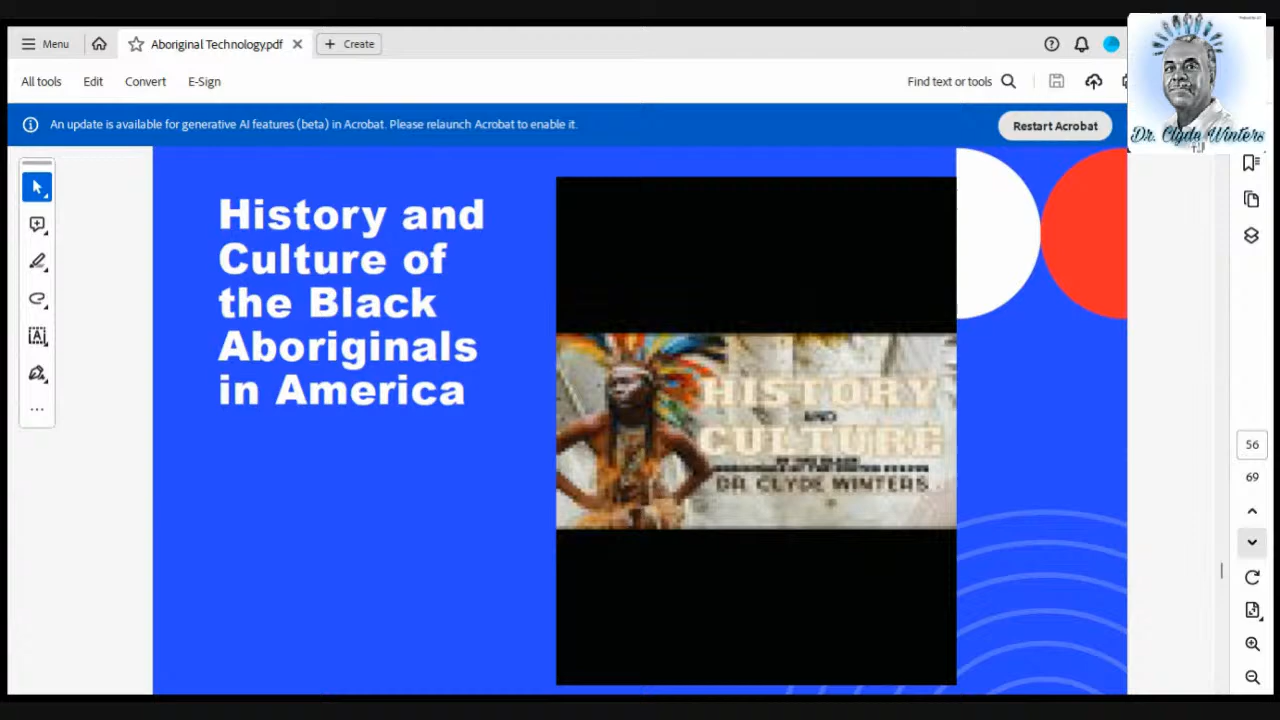 Menu
Aboriginal Technology.pdf
Create
All tools
Edit
Convert
E-Sign
Find text or tools
An update is available for generative AI features (beta) in Acrobat. Please relaunch Acrobat to enable it.
Restart Acrobat
Dr. Clyde Winters
History and
Culture of
the Black
Aboriginals
in America
HISTORY
AND
CULTURE
DR. CLYDE WINTERS
56
69